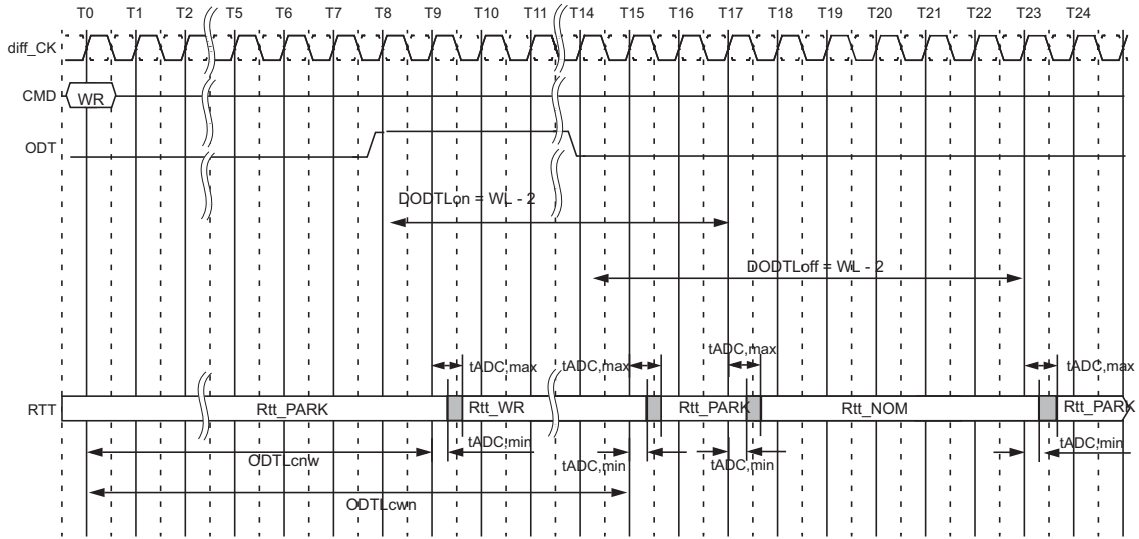 T0 T1 T2 T5 T6 T7 T8 T9 T10 T11 T14 T15 T16 T17 T18 T19 T20 T21 T22 T23 T24
diff_CK
CMD WR
ODT
DODTLon = WL - 2
DODTLoff = WL - 2
tADC,max
tADC,max tADC,max tADC,max
RTT Rtt_PARK Rtt_WR Rtt_PARK Rtt_NOM Rtt_PARK
tADC,min tADC,min
ODTLcnw tADC,min tADC,min
ODTLcwn